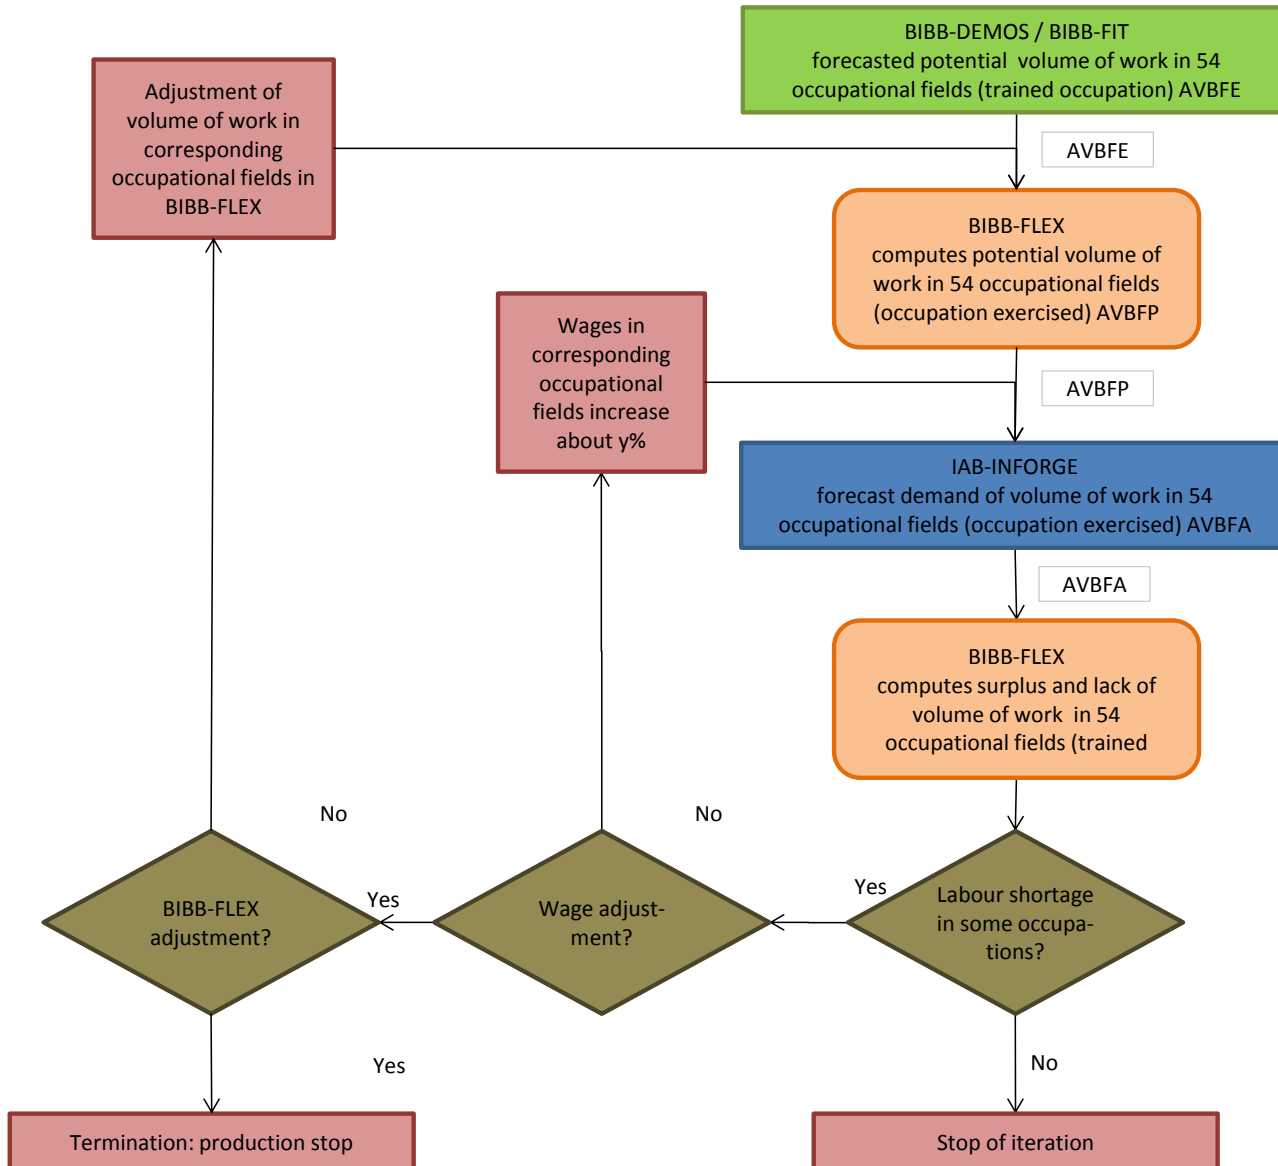 BIBB-DEMOS / BIBB-FIT
forecasted potential volume of work in 54
occupational fields (trained occupation) AVBFE
Adjustment of
volume of work in
corresponding
occupational fields in
BIBB-FLEX
AVBFE
BIBB-FLEX
computes potential volume of
work in 54 occupational fields
(occupation exercised) AVBFP
Wages in
corresponding
occupational
fields increase
about y%
AVBFP
IAB-INFORGE
forecast demand of volume of work in 54
occupational fields (occupation exercised) AVBFA
AVBFA
BIBB-FLEX
computes surplus and lack of
volume of work in 54
occupational fields (trained
No
No
BIBB-FLEX
adjustment?
Yes
Wage adjust-
ment?
Yes
Labour shortage
in some occupa-
tions?
Yes
No
Termination: production stop
Stop of iteration